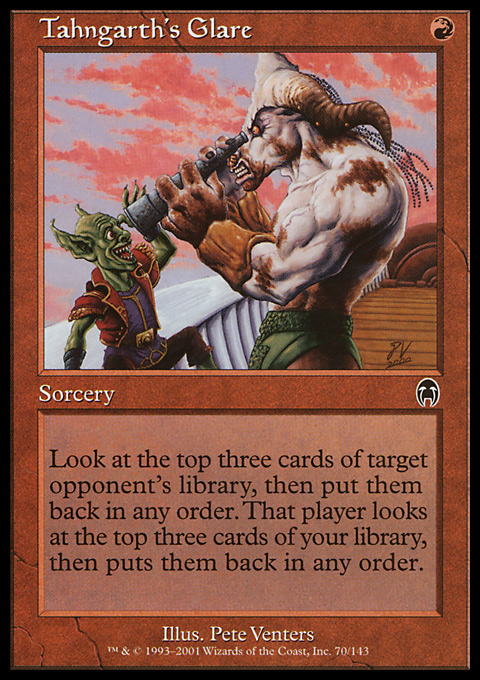 Tahngarth's Glare
PV
2000
Sorcery
Look at the top three cards of target
opponent's library, then put them
back in any order. That player looks
at the top three cards of your library,
then puts them back in any order.
Illus. Pete Venters
™ & © 1993–2001 Wizards of the Coast, Inc. 70/143